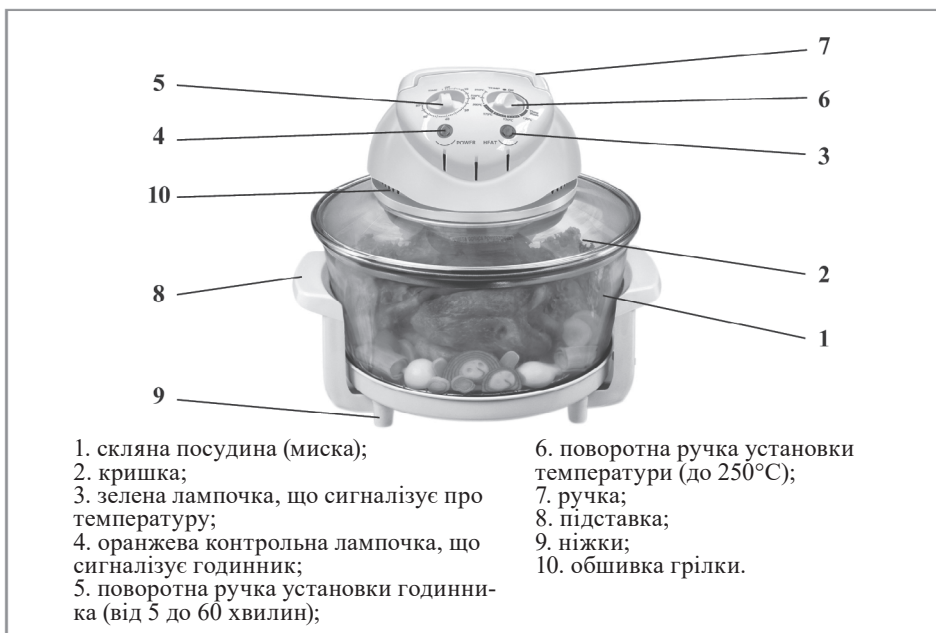 7
5
6
4
3
POWER HEAT
10
2
8
1
9
1. скляна посудина (миска);
2. кришка;
3. зелена лампочка, що сигналізує про
температуру;
4. оранжева контрольна лампочка, що
сигналізує годинник;
5. поворотна ручка установки годинни-
ка (від 5 до 60 хвилин);
6. поворотна ручка установки
температури (до 250°С);
7. ручка;
8. підставка;
9. ніжки;
10. обшивка грілки.